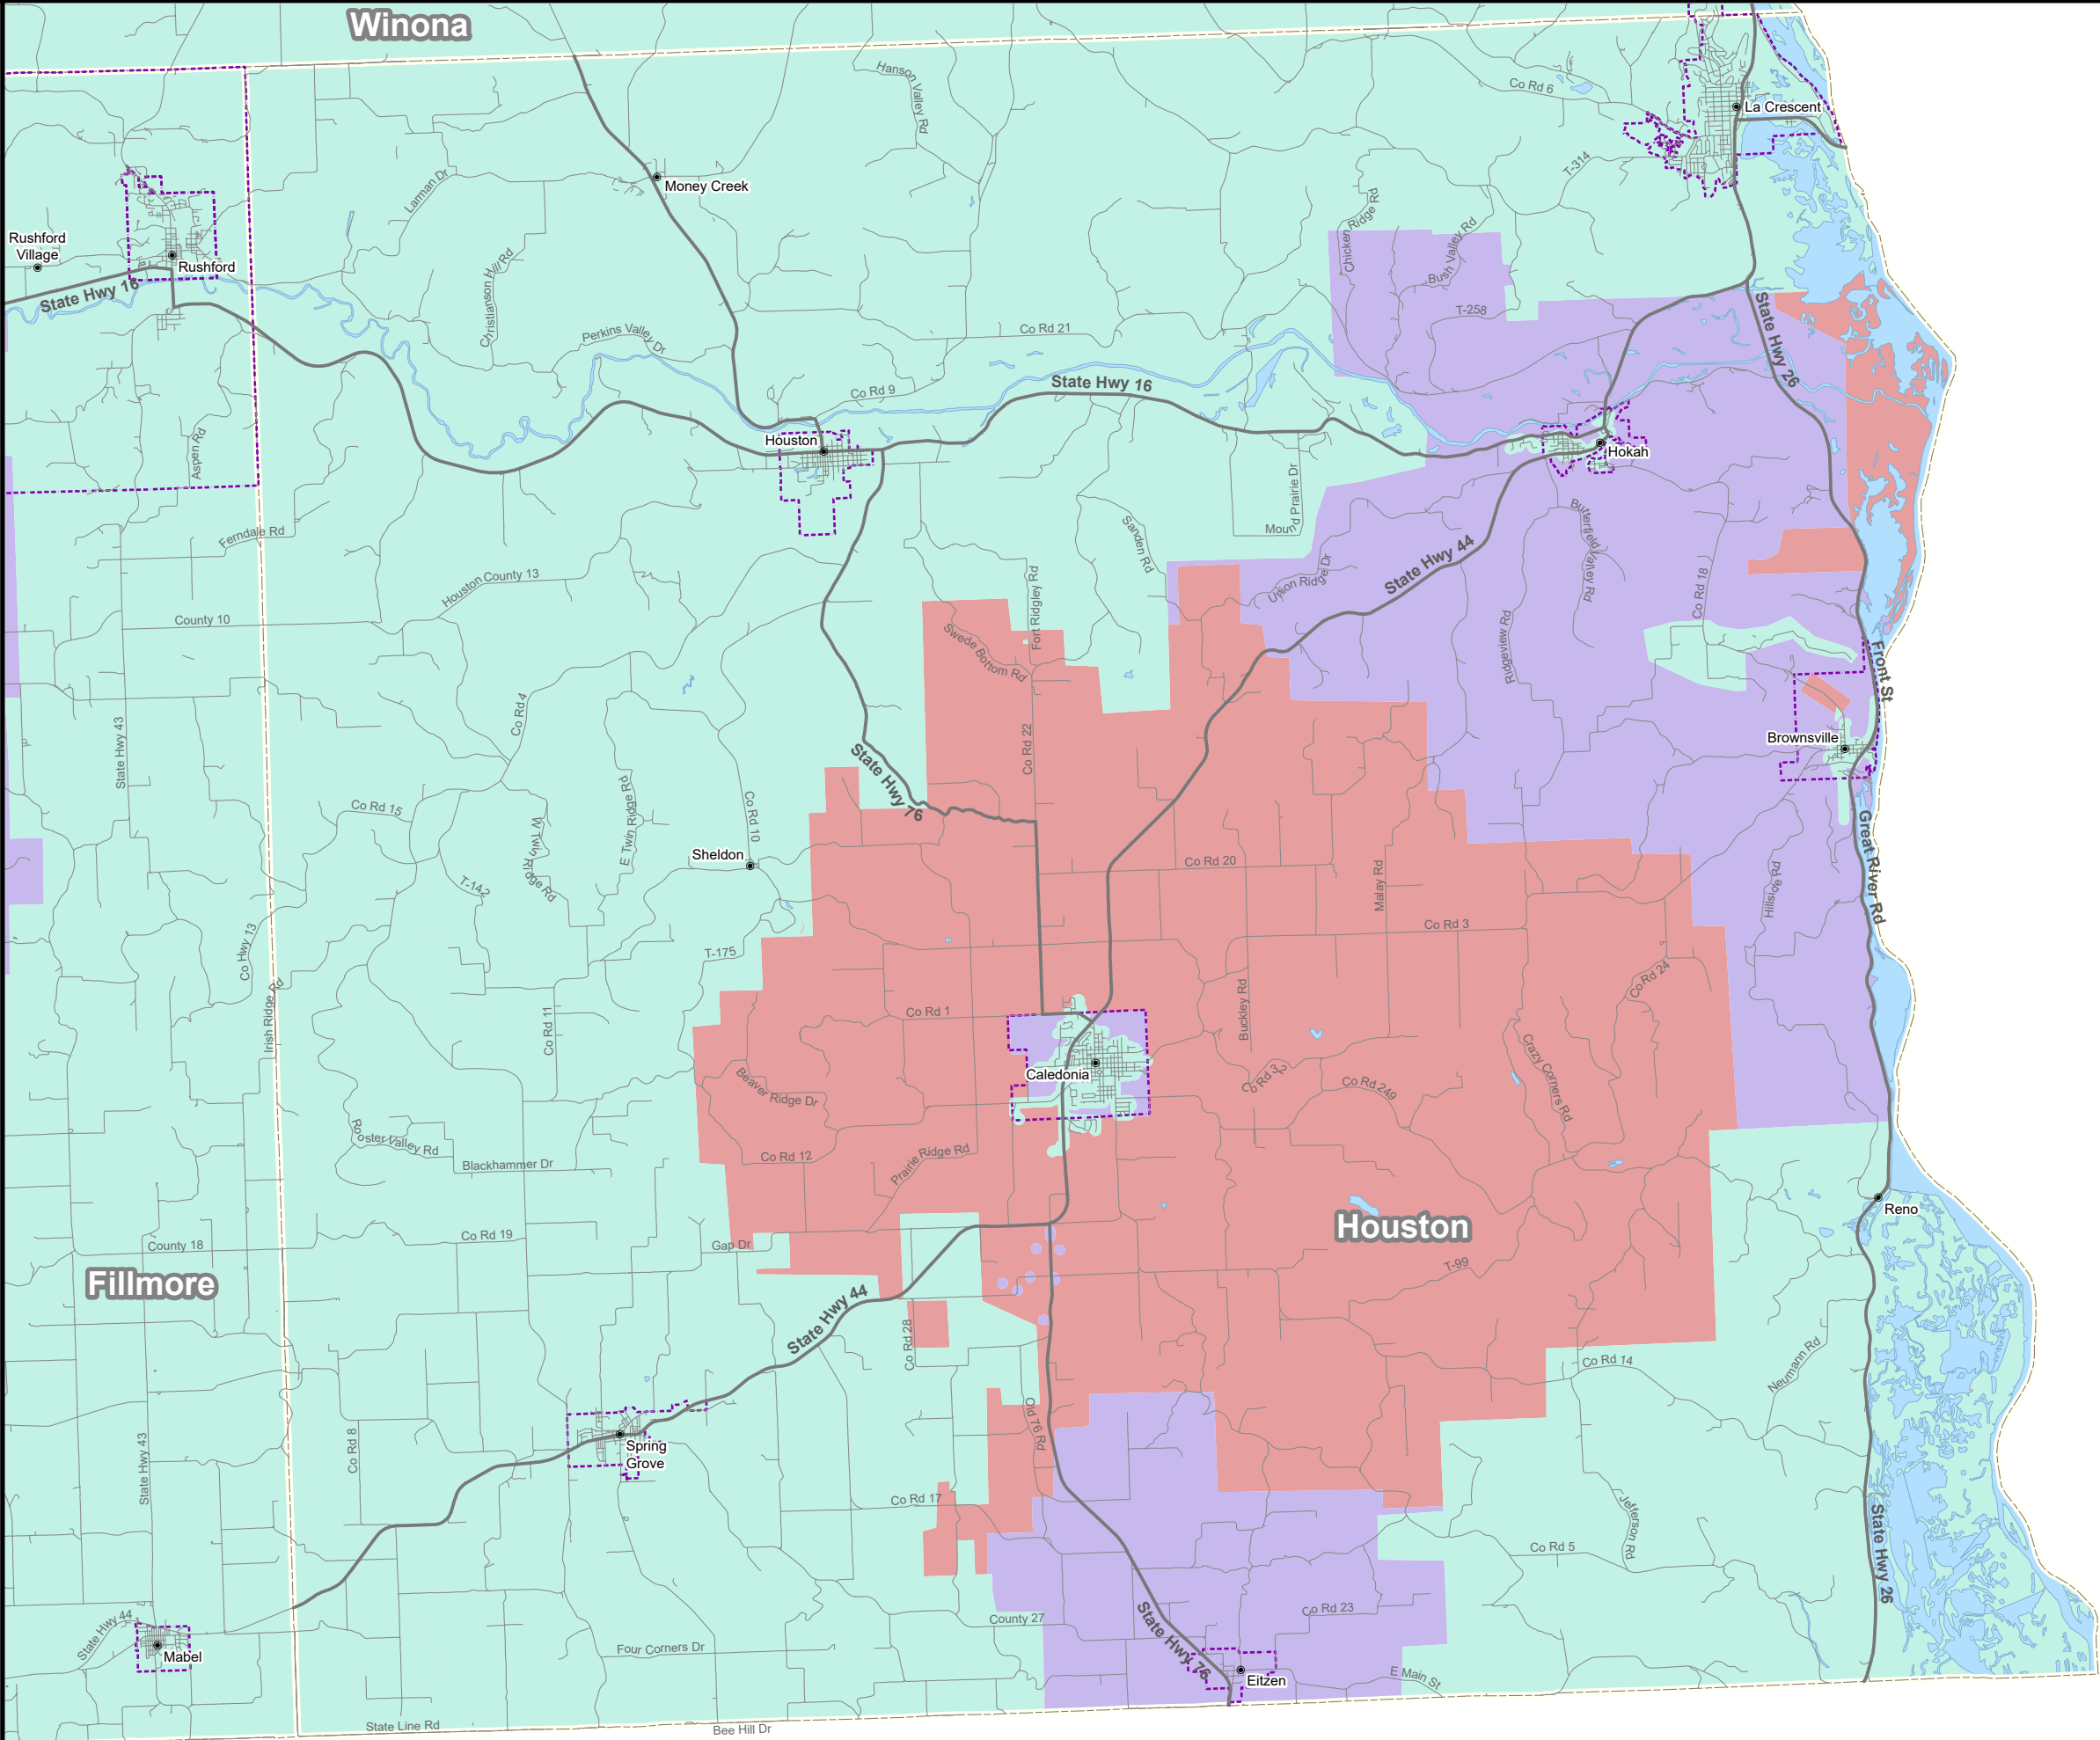 Winona
Hanson Valley Rd
Co Rd 6
La Crescent
Money Creek
T-314
Larman Dr
Chicken Ridge Rd
Bush Valley Rd
Rushford
Village
Rushford
State Hwy 16
Christianson Hill Rd
Perkins Valley Dr
Co Rd 21
T-258
State Hwy 26
State Hwy 16
Co Rd 9
Houston
Hokah
Aspen Rd
Mound Prairie Dr
Sanden Rd
Butterfield Valley Rd
Ferndale Rd
Houston County 13
Fort Ridgley Rd
Union Ridge Dr
State Hwy 44
Co Rd 18
County 10
Swede Bottom Rd
Ridgeview Rd
Front St
Co Rd 4
State Hwy 43
Co Rd 22
Brownsville
State Hwy 76
Co Rd 15
W Twin Ridge Rd
E Twin Ridge Rd
Co Rd 10
Sheldon
Co Rd 20
Malay Rd
Great River Rd
Hillside Rd
T-142
Co Hwy 13
T-175
Co Rd 3
Co Rd 24
Irish Ridge Rd
Co Rd 11
Co Rd 1
Buckley Rd
Crazy Corners Rd
Caledonia
Co Rd 3 2
Co Rd 249
Beaver Ridge Dr
Rooster Valley Rd
Blackhammer Dr
Co Rd 12
Prairie Ridge Rd
Reno
Houston
County 18
Co Rd 19
Gap Dr
T-99
Fillmore
State Hwy 44
Co Rd 28
Co Rd 14
Neumann Rd
Old 76 Rd
State Hwy 43
Co Rd 8
Spring
Grove
Co Rd 17
Jefferson Rd
State Hwy 26
Co Rd 5
County 27
Co Rd 23
State Hwy 44
Mabel
Four Corners Dr
State Hwy 76
Eitzen
E Main St
State Line Rd
Bee Hill Dr